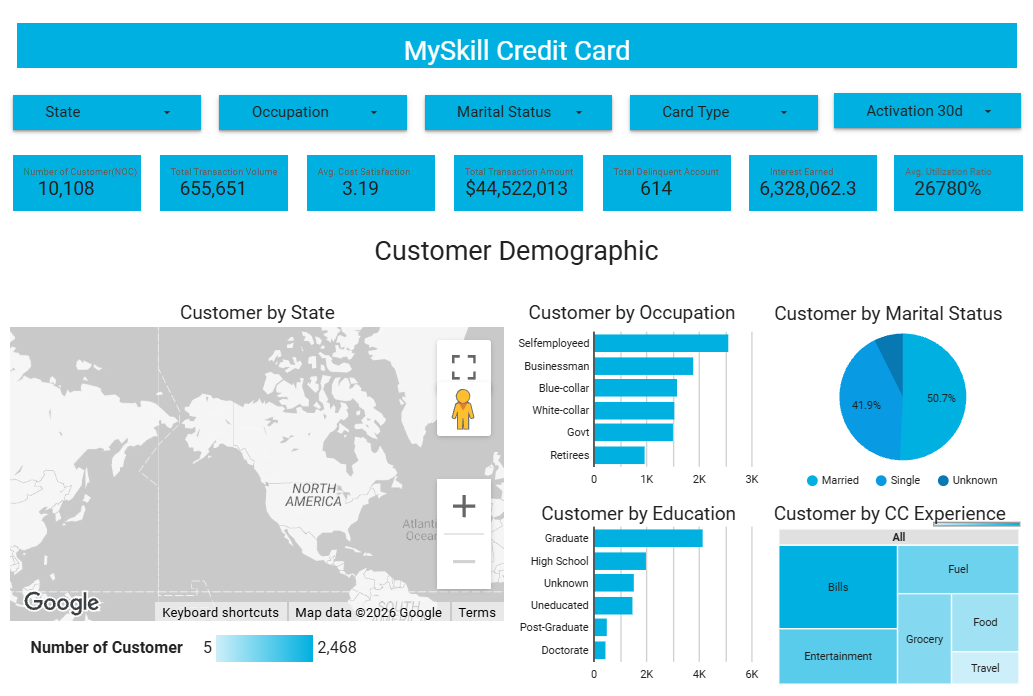 MySkill Credit Card
State
Occupation
Marital Status
Card Type
Activation 30d
Number of Customer(NOC)
10,108
Total Transaction Volume
655,651
Avg. Cost Satisfaction
3.19
Total Transaction Amount
$44,522,013
Total Delinquent Account
614
Interest Earned
6,328,062.3
Avg. Utilization Ratio
26780%
Customer Demographic
Customer by State
NORTH
AMERICA
Atlanti
Ocean
SOUTH
Google
Keyboard shortcuts
Map data ©2026 Google
Terms
Number of Customer
5
2,468
Customer by Occupation
Selfemployeed
Businessman
Blue-collar
White-collar
Govt
Retirees
0 1K 2K 3K
Customer by Marital Status
50.7%
41.9%
Married Single Unknown
Customer by Education
Graduate
High School
Unknown
Uneducated
Post-Graduate
Doctorate
0 2K 4K 6K
Customer by CC Experience
All
Bills
Fuel
Entertainment
Grocery
Food
Travel